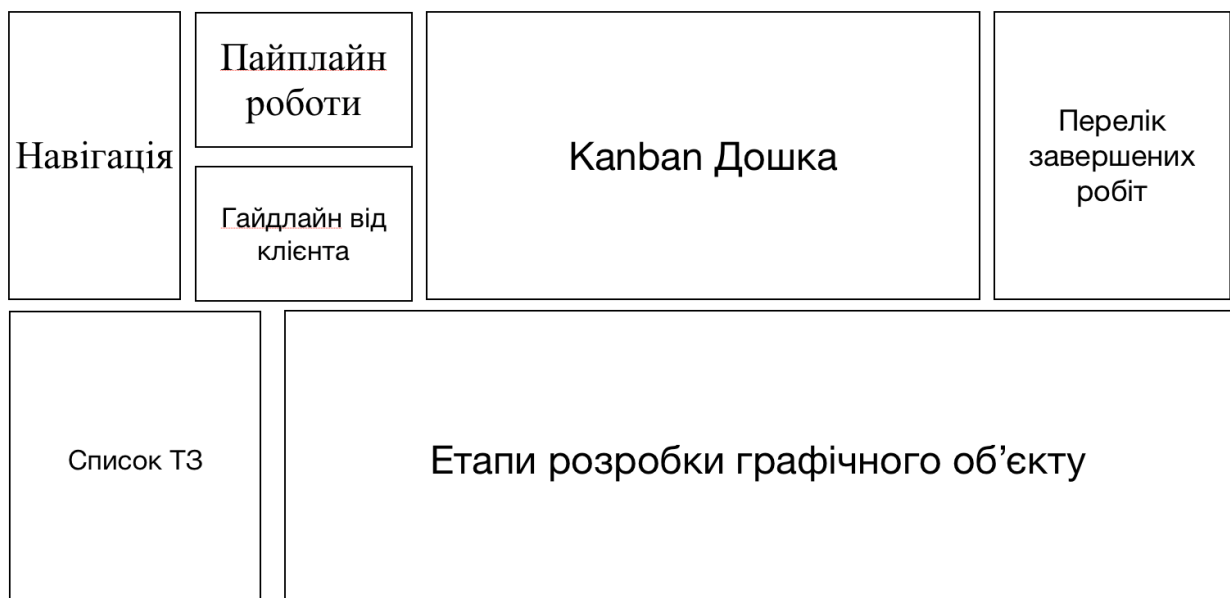 Навігація
Пайплайн
роботи
Гайдлайн від
клієнта
Kanban Дошка
Перелік
завершених
робіт
Список ТЗ
Етапи розробки графічного об’єкту